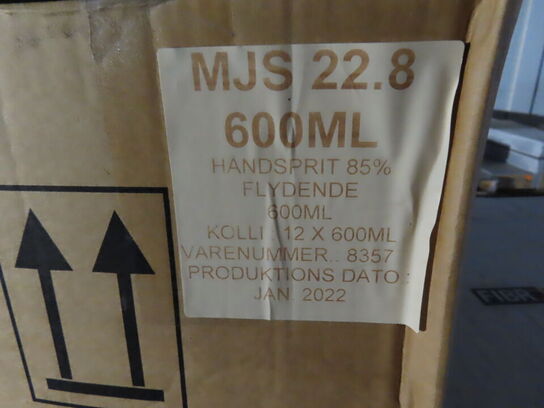 MJS 22.8
600ML
HANDSPRIT 85%
FLYDENDE
600ML
KOLLI 12 X 600ML
VARENUMMER.. 8357
PRODUKTIONS DATO :
JAN. 2022